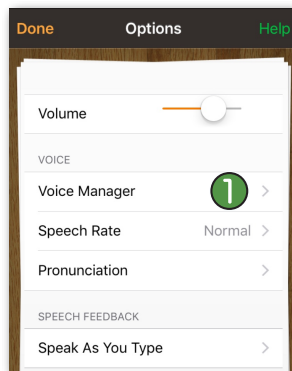 Done Options Help
Volume
VOICE
Voice Manager 1
Speech Rate Normal
Pronunciation
SPEECH FEEDBACK
Speak As You Type